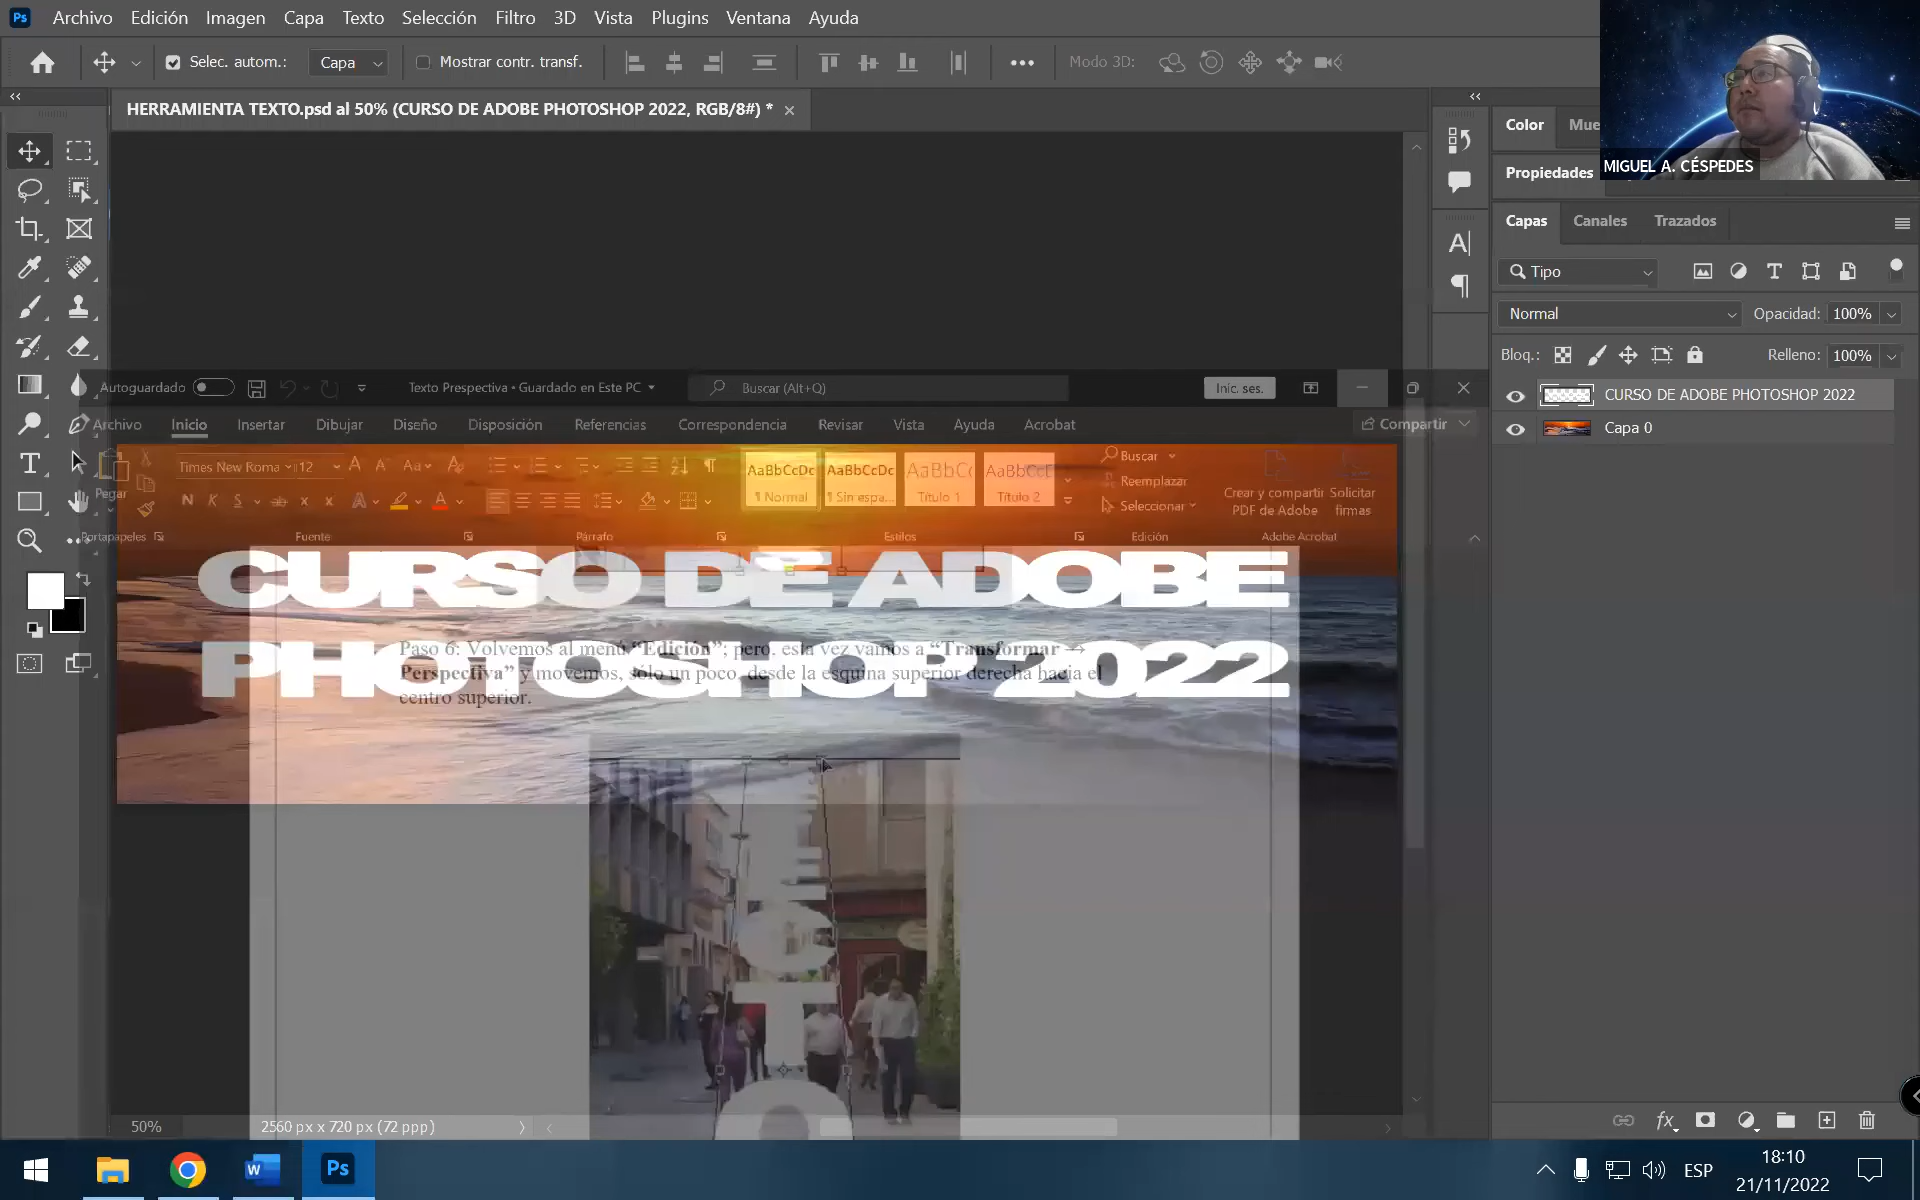 Ps Archivo Edición Imagen Capa Texto Selección Filtro 3D Vista Plugins Ventana Ayuda
Selec. autom.: Capa Mostrar contr. transf. Modo 3D:
HERRAMIENTA TEXTO.psd al 50% (CURSO DE ADOBE PHOTOSHOP 2022, RGB/8#) *
Color Mue
MIGUEL A. CÉSPEDES
Propiedades
Capas Canales Trazados
Tipo
Normal Opacidad: 100%
Bloq.: Relleno: 100%
CURSO DE ADOBE PHOTOSHOP 2022
Capa 0
Autoguardado Texto Prespectiva • Guardado en Este PC Buscar (Alt+Q) Inic. ses.
Archivo Inicio Insertar Dibujar Diseño Disposición Referencias Correspondencia Revisar Vista Ayuda Acrobat Compartir
Pegar
Portapapeles
Times New Roma 12
N K S
Fuente
Párrafo
AaBbCcDc AaBbCcDc AaBbC AaBbCcD
¶ Normal ¶ Sin espa... Título 1 Título 2
Estilos
Buscar
Reemplazar
Seleccionar
Edición
Crear y compartir PDF de Adobe
Solicitar firmas
Adobe Acrobat
CURSO DE ADOBE
PHOTOSHOP 2022
Paso 6: Volvemos al menú “Edición”; pero, esta vez vamos a “Transformar →
Perspectiva” y movemos, sólo un poco, desde la esquina superior derecha hacia el
centro superior.
50% 2560 px x 720 px (72 ppp)
fx
W Ps
ESP
18:10
21/11/2022